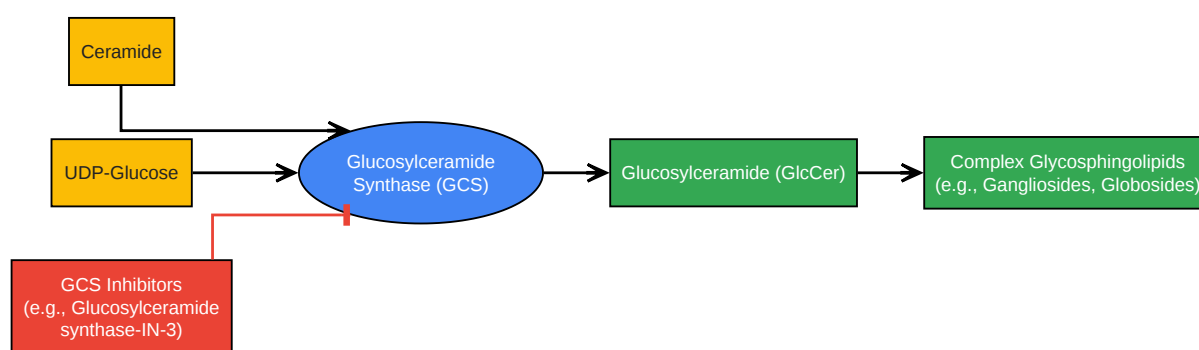 Ceramide
UDP-Glucose
Glucosylceramide
Synthase (GCS)
Glucosylceramide (GlcCer)
Complex Glycosphingolipids
(e.g., Gangliosides, Globosides)
GCS Inhibitors
(e.g., Glucosylceramide
synthase-IN-3)